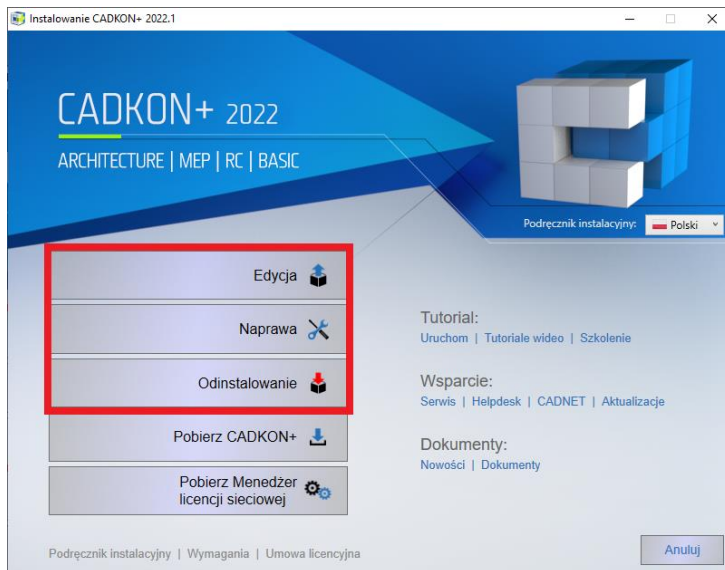 Instalowanie CADKON+ 2022.1
CADKON+ 2022
ARCHITECTURE | MEP | RC | BASIC
Podręcznik instalacyjny: Polski
Edycja
Naprawa
Odinstalowanie
Pobierz CADKON+
Pobierz Menedżer
licencji sieciowej
Tutorial:
Uruchom | Tutoriale wideo | Szkolenie
Wsparcie:
Serwis | Helpdesk | CADNET | Aktualizacje
Dokumenty:
Nowości | Dokumenty
Podręcznik instalacyjny | Wymagania | Umowa licencyjna
Anuluj